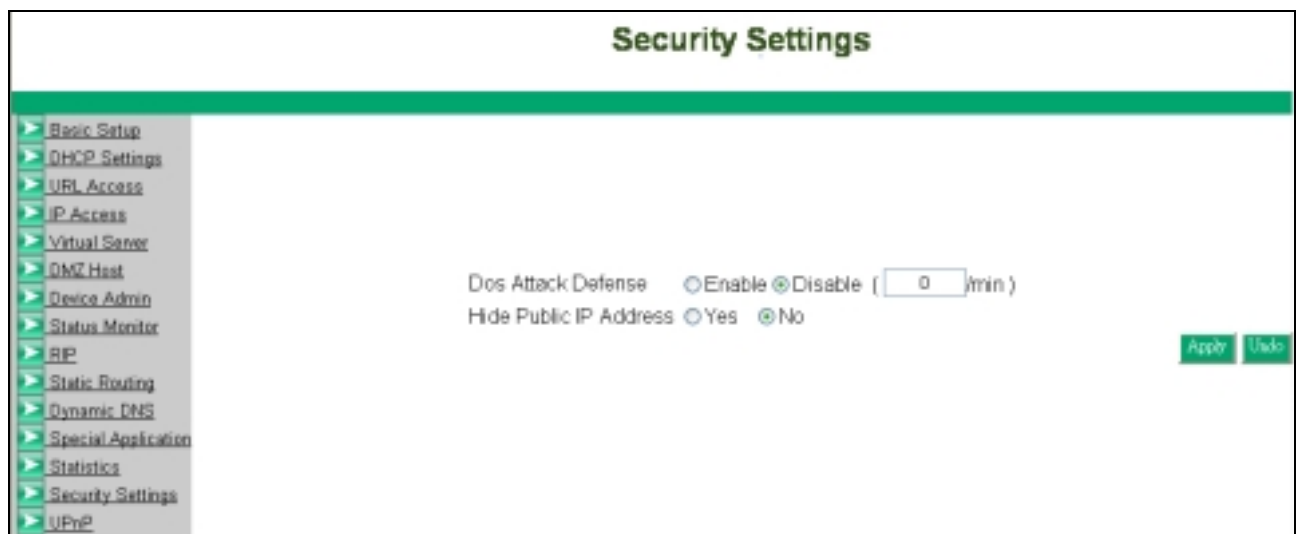 Security Settings
Basic Setup
DHCP Settings
URL Access
IP Access
Virtual Server
DMZ Host
Device Admin
Status Monitor
RIP
Static Routing
Dynamic DNS
Special Application
Statistics
Security Settings
UPnP
Dos Attack Defense Enable Disable ( 0 /min )
Hide Public IP Address Yes No
Apply Undo